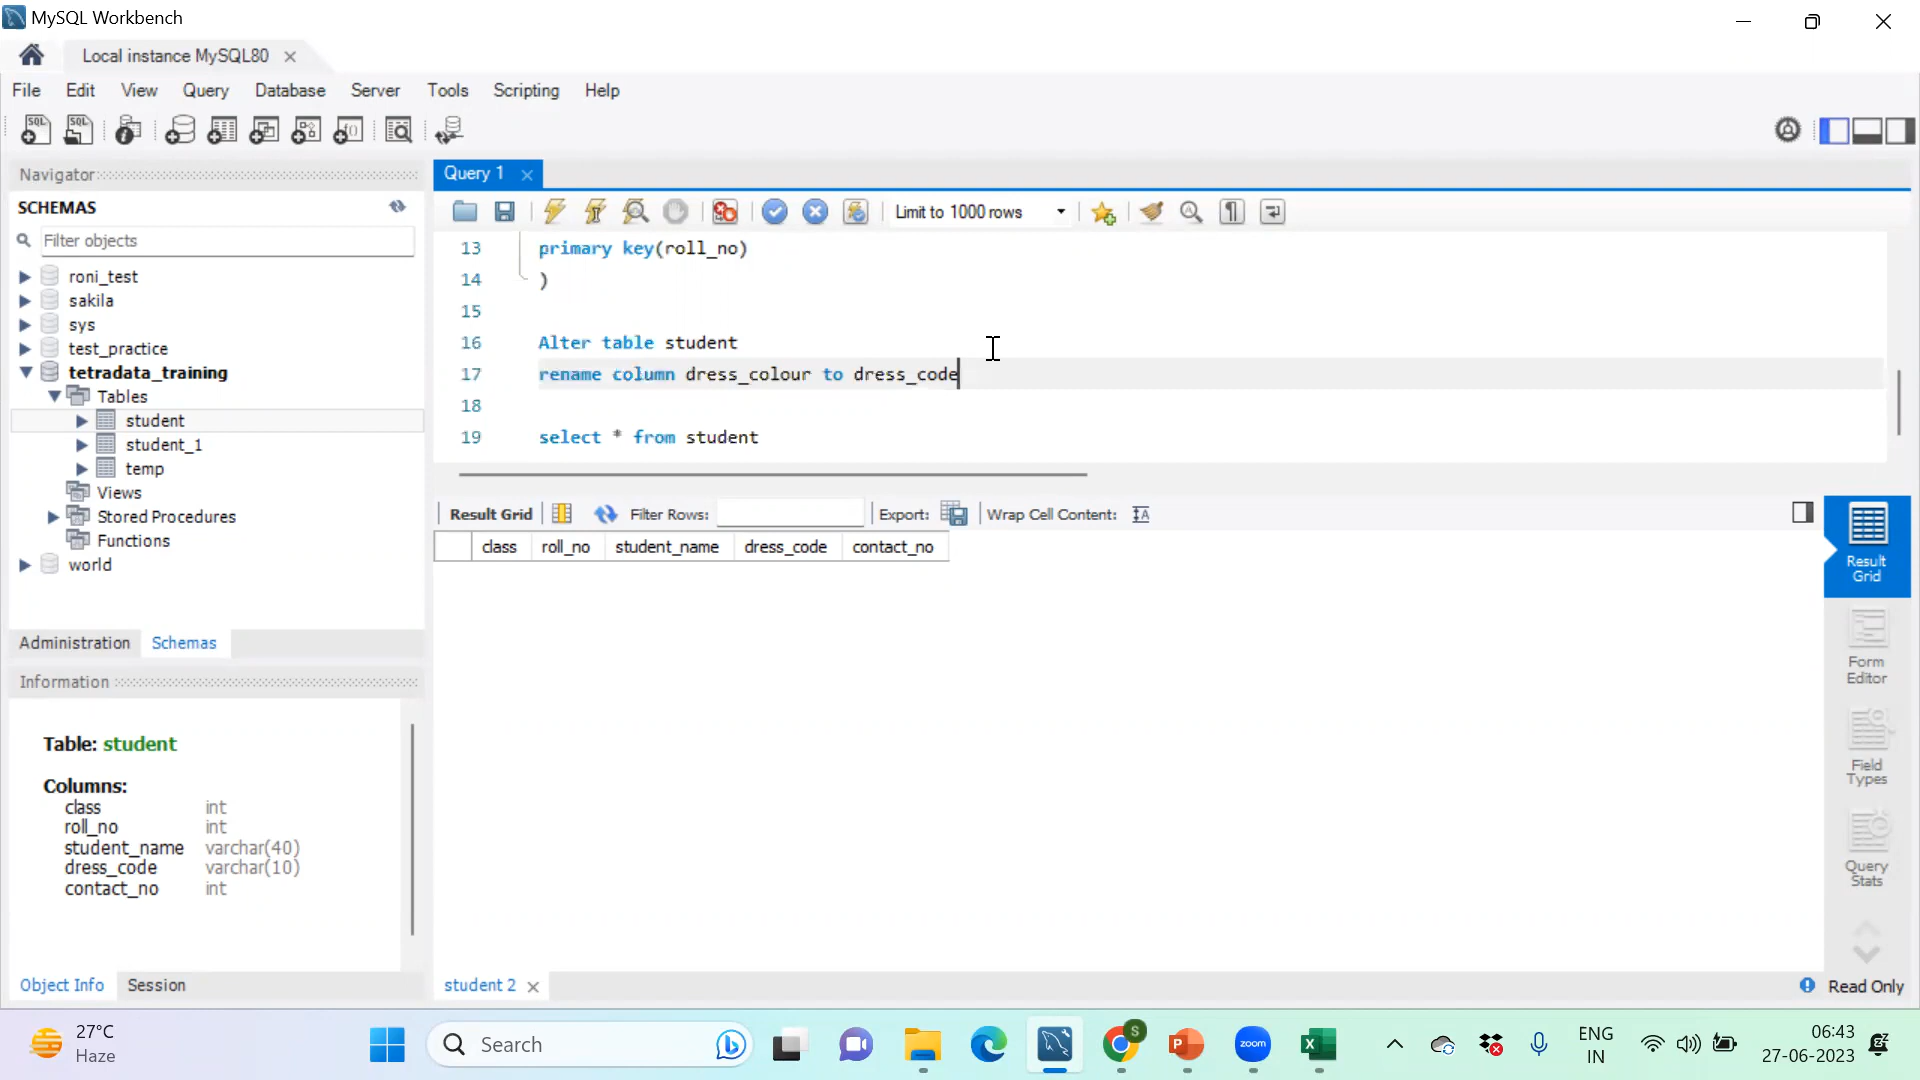 MySQL Workbench
Local instance MySQL80
File Edit View Query Database Server Tools Scripting Help
Navigator
SCHEMAS
Filter objects
roni_test
sakila
sys
test_practice
tetradata_training
Tables
student
student_1
temp
Views
Stored Procedures
Functions
world
Administration Schemas
Information
Table: student
Columns:
class int
roll_no int
student_name varchar(40)
dress_code varchar(10)
contact_no int
Object Info Session
Query 1
Limit to 1000 rows
13 primary key(roll_no)
14 )
15
16 Alter table student
17 rename column dress_colour to dress_code
18
19 select * from student
Result Grid Filter Rows: Export: Wrap Cell Content:
class roll_no student_name dress_code contact_no
Result
Grid
Form
Editor
Field
Types
Query
Stats
student 2
Read Only
27°C
Haze
Search
S
P
zoom
X
ENG
IN
06:43
27-06-2023